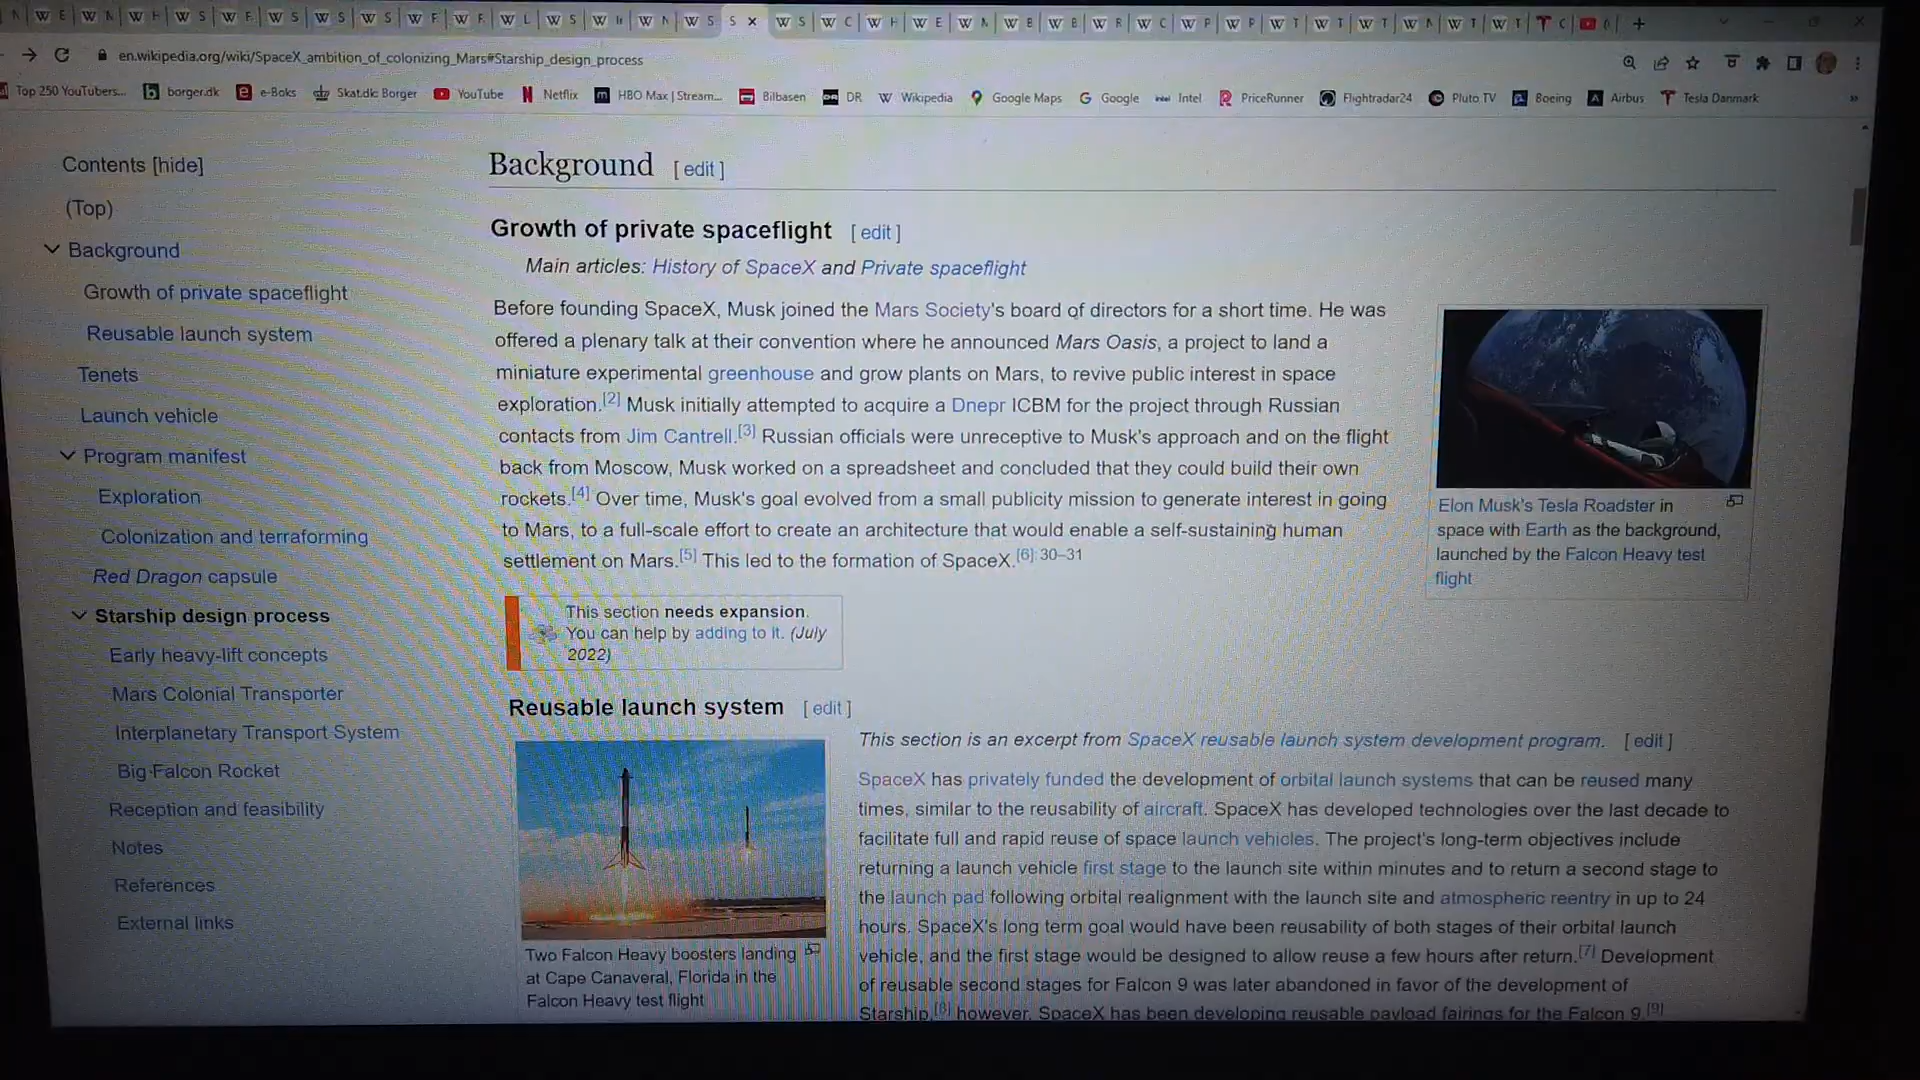 en.wikipedia.org/wiki/SpaceX_ambition_of_colonizing_Mars#Starship_design_process
Top 250 YouTubers... borger.dk e-Boks Skat.dk: Borger YouTube Netflix HBO Max | Stream... Bilbasen DR Wikipedia Google Maps Google Intel PriceRunner Flightradar24 Pluto TV Boeing Airbus Tesla Danmark »
Contents [hide]
(Top)
Background
Growth of private spaceflight
Reusable launch system
Tenets
Launch vehicle
Program manifest
Exploration
Colonization and terraforming
Red Dragon capsule
Starship design process
Early heavy-lift concepts
Mars Colonial Transporter
Interplanetary Transport System
Big Falcon Rocket
Reception and feasibility
Notes
References
External links
Background [ edit ]
Growth of private spaceflight [ edit ]
Main articles: History of SpaceX and Private spaceflight
Before founding SpaceX, Musk joined the Mars Society's board of directors for a short time. He was
offered a plenary talk at their convention where he announced Mars Oasis, a project to land a
miniature experimental greenhouse and grow plants on Mars, to revive public interest in space
exploration.[2] Musk initially attempted to acquire a Dnepr ICBM for the project through Russian
contacts from Jim Cantrell.[3] Russian officials were unreceptive to Musk's approach and on the flight
back from Moscow, Musk worked on a spreadsheet and concluded that they could build their own
rockets.[4] Over time, Musk's goal evolved from a small publicity mission to generate interest in going
to Mars, to a full-scale effort to create an architecture that would enable a self-sustaining human
settlement on Mars.[5] This led to the formation of SpaceX.[6]: 30–31
Elon Musk's Tesla Roadster in
space with Earth as the background,
launched by the Falcon Heavy test
flight
This section needs expansion.
You can help by adding to it. (July
2022)
Reusable launch system [ edit ]
Two Falcon Heavy boosters landing
at Cape Canaveral, Florida in the
Falcon Heavy test flight
This section is an excerpt from SpaceX reusable launch system development program. [ edit ]
SpaceX has privately funded the development of orbital launch systems that can be reused many
times, similar to the reusability of aircraft. SpaceX has developed technologies over the last decade to
facilitate full and rapid reuse of space launch vehicles. The project's long-term objectives include
returning a launch vehicle first stage to the launch site within minutes and to return a second stage to
the launch pad following orbital realignment with the launch site and atmospheric reentry in up to 24
hours. SpaceX's long term goal would have been reusability of both stages of their orbital launch
vehicle, and the first stage would be designed to allow reuse a few hours after return.[7] Development
of reusable second stages for Falcon 9 was later abandoned in favor of the development of
Starship,[8] however, SpaceX has been developing reusable payload fairings for the Falcon 9.[9]